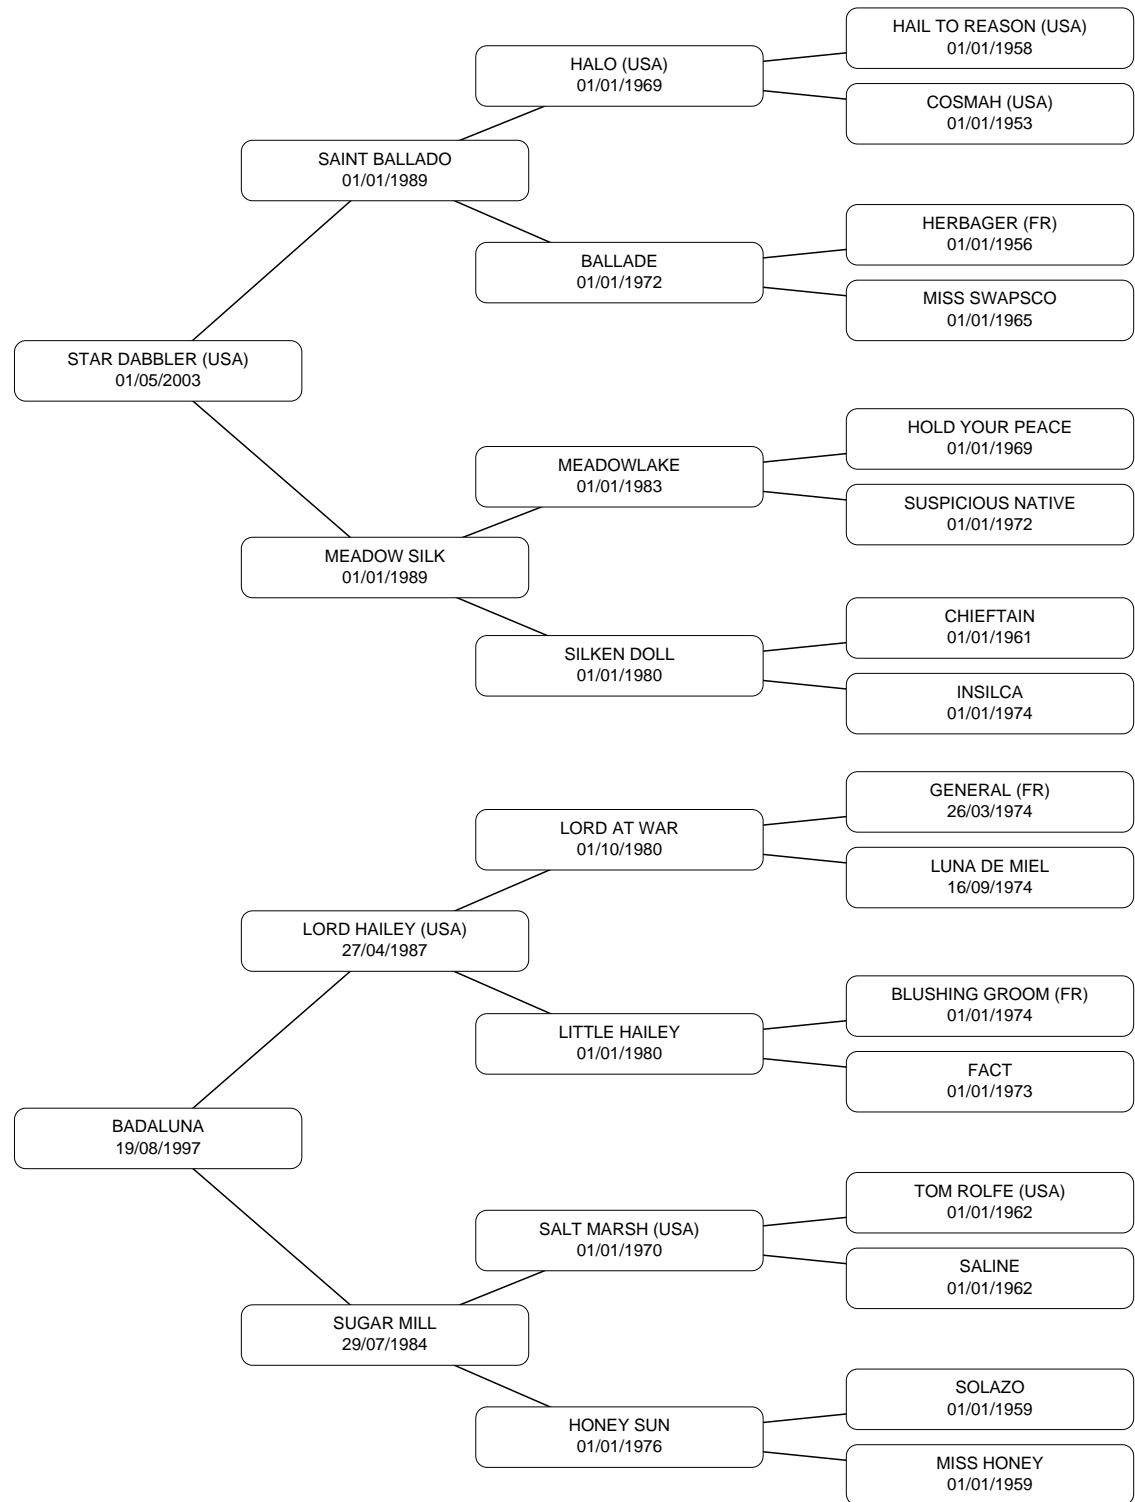 HAIL TO REASON (USA)
01/01/1958
HALO (USA)
01/01/1969
COSMAH (USA)
01/01/1953
SAINT BALLADO
01/01/1989
HERBAGER (FR)
01/01/1956
BALLADE
01/01/1972
MISS SWAPSCO
01/01/1965
STAR DABBLER (USA)
01/05/2003
HOLD YOUR PEACE
01/01/1969
MEADOWLAKE
01/01/1983
SUSPICIOUS NATIVE
01/01/1972
MEADOW SILK
01/01/1989
CHIEFTAIN
01/01/1961
SILKEN DOLL
01/01/1980
INSILCA
01/01/1974
GENERAL (FR)
26/03/1974
LORD AT WAR
01/10/1980
LUNA DE MIEL
16/09/1974
LORD HAILEY (USA)
27/04/1987
BLUSHING GROOM (FR)
01/01/1974
LITTLE HAILEY
01/01/1980
FACT
01/01/1973
BADALUNA
19/08/1997
TOM ROLFE (USA)
01/01/1962
SALT MARSH (USA)
01/01/1970
SALINE
01/01/1962
SUGAR MILL
29/07/1984
SOLAZO
01/01/1959
HONEY SUN
01/01/1976
MISS HONEY
01/01/1959